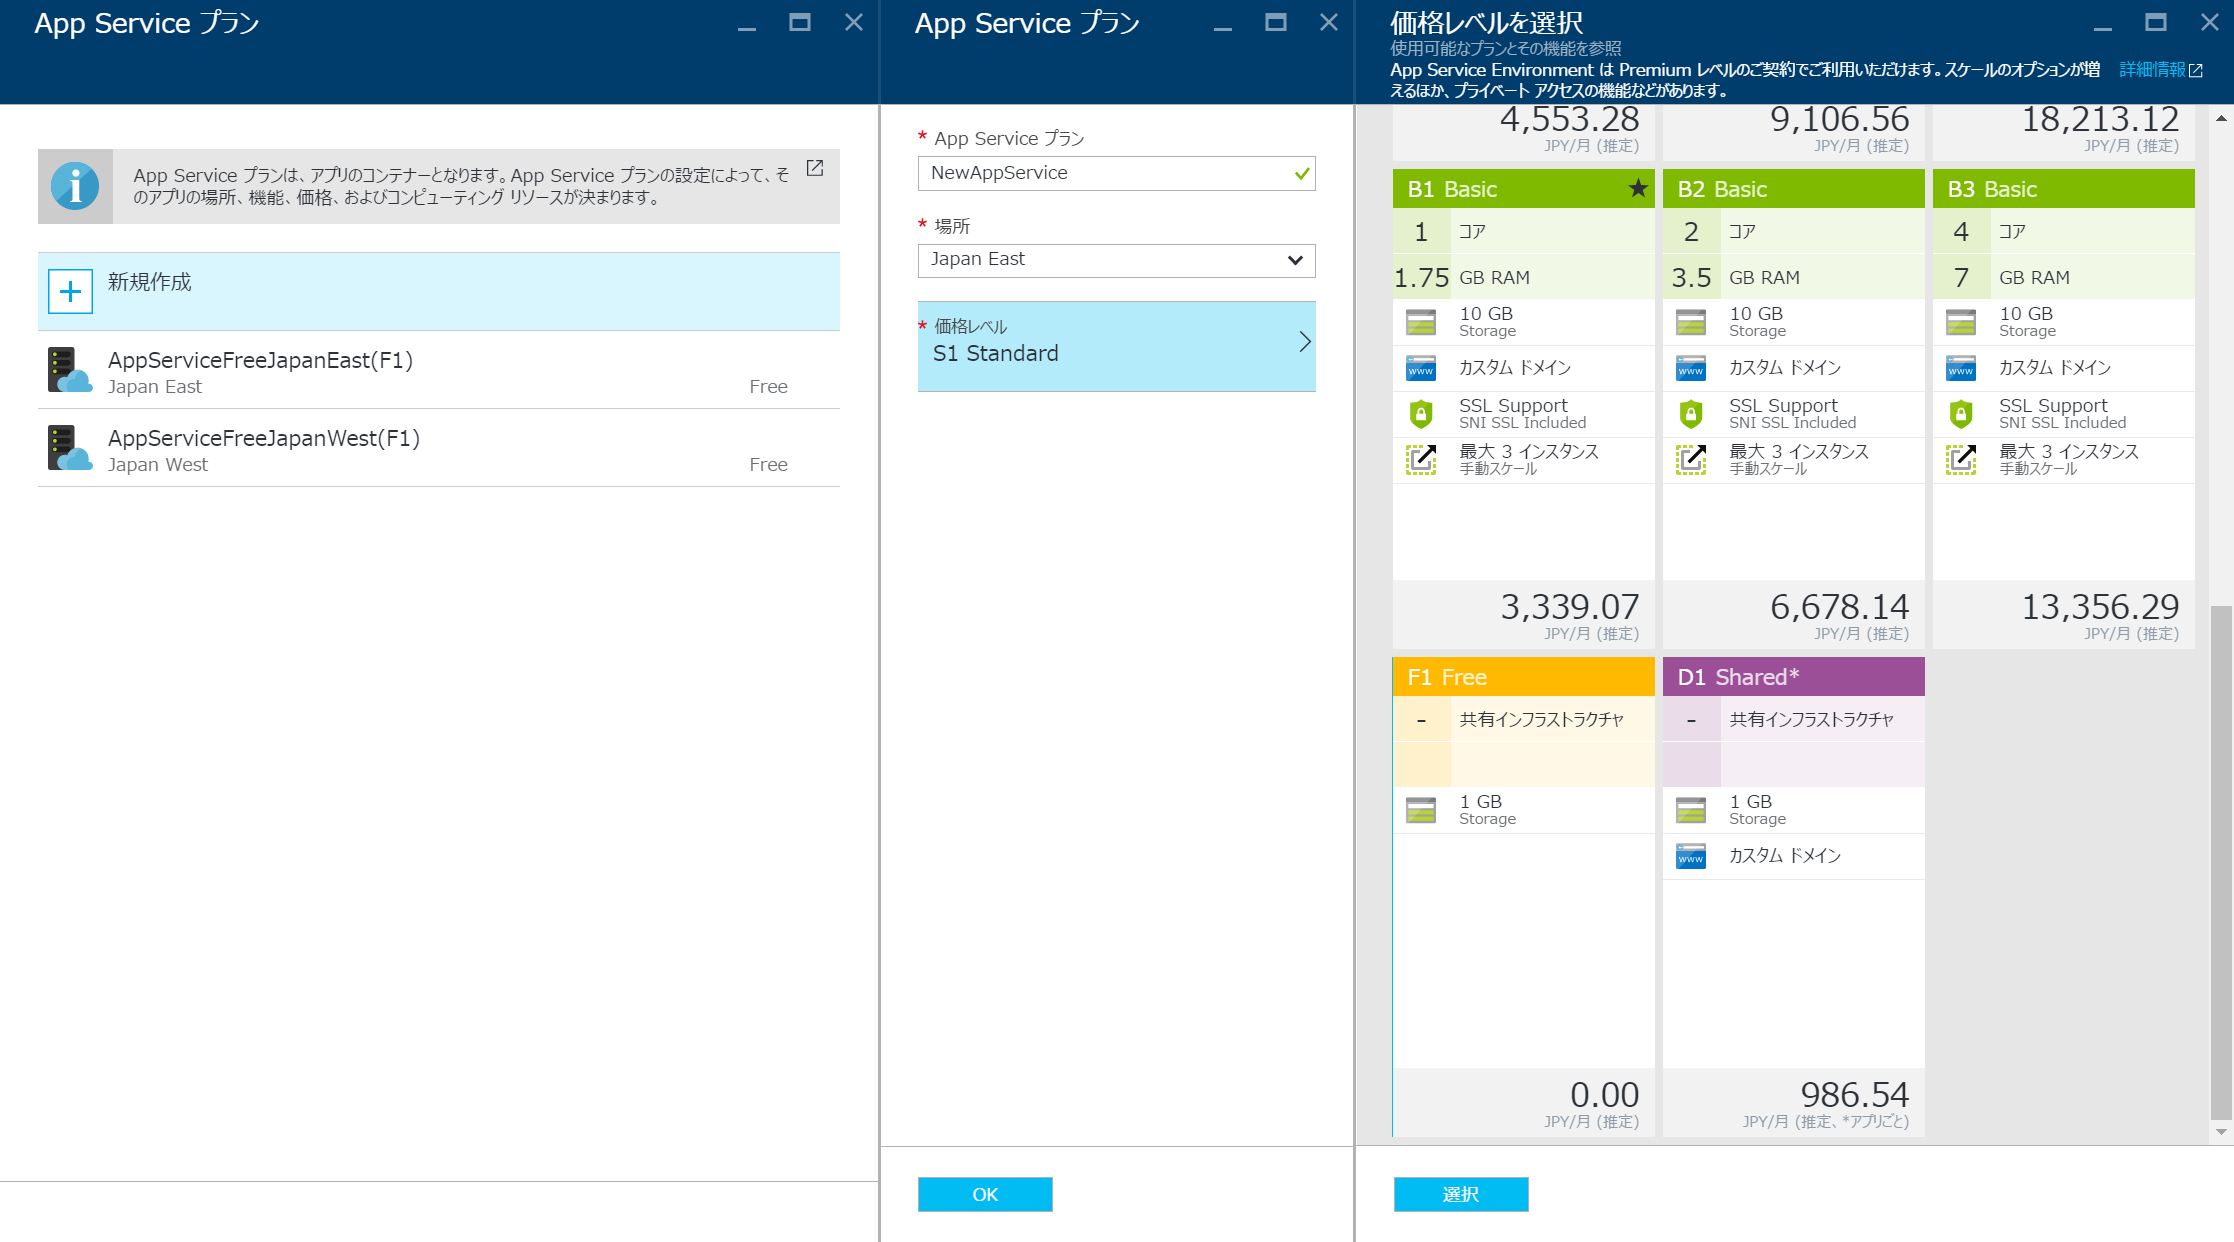 App Service プラン
App Service プランは、アプリのコンテナーとなります。App Service プランの設定によって、そ
のアプリの場所、機能、価格、およびコンピューティング リソースが決まります。
新規作成
AppServiceFreeJapanEast(F1)
Japan East
Free
AppServiceFreeJapanWest(F1)
Japan West
Free
App Service プラン
* App Service プラン
NewAppService
* 場所
Japan East
* 価格レベル
S1 Standard
OK
価格レベルを選択
使用可能なプランとその機能を参照
App Service Environment は Premium レベルのご契約でご利用いただけます。スケールのオプションが増
えるほか、プライベート アクセスの機能などがあります。
詳細情報
4,553.28
JPY/月 (推定)
9,106.56
JPY/月 (推定)
18,213.12
JPY/月 (推定)
B1 Basic
1 コア
1.75 GB RAM
10 GB
Storage
www カスタム ドメイン
SSL Support
SNI SSL Included
最大 3 インスタンス
手動スケール
3,339.07
JPY/月 (推定)
B2 Basic
2 コア
3.5 GB RAM
10 GB
Storage
www カスタム ドメイン
SSL Support
SNI SSL Included
最大 3 インスタンス
手動スケール
6,678.14
JPY/月 (推定)
B3 Basic
4 コア
7 GB RAM
10 GB
Storage
www カスタム ドメイン
SSL Support
SNI SSL Included
最大 3 インスタンス
手動スケール
13,356.29
JPY/月 (推定)
F1 Free
- 共有インフラストラクチャ
1 GB
Storage
0.00
JPY/月 (推定)
D1 Shared*
- 共有インフラストラクチャ
1 GB
Storage
www カスタム ドメイン
986.54
JPY/月 (推定、*アプリごと)
選択